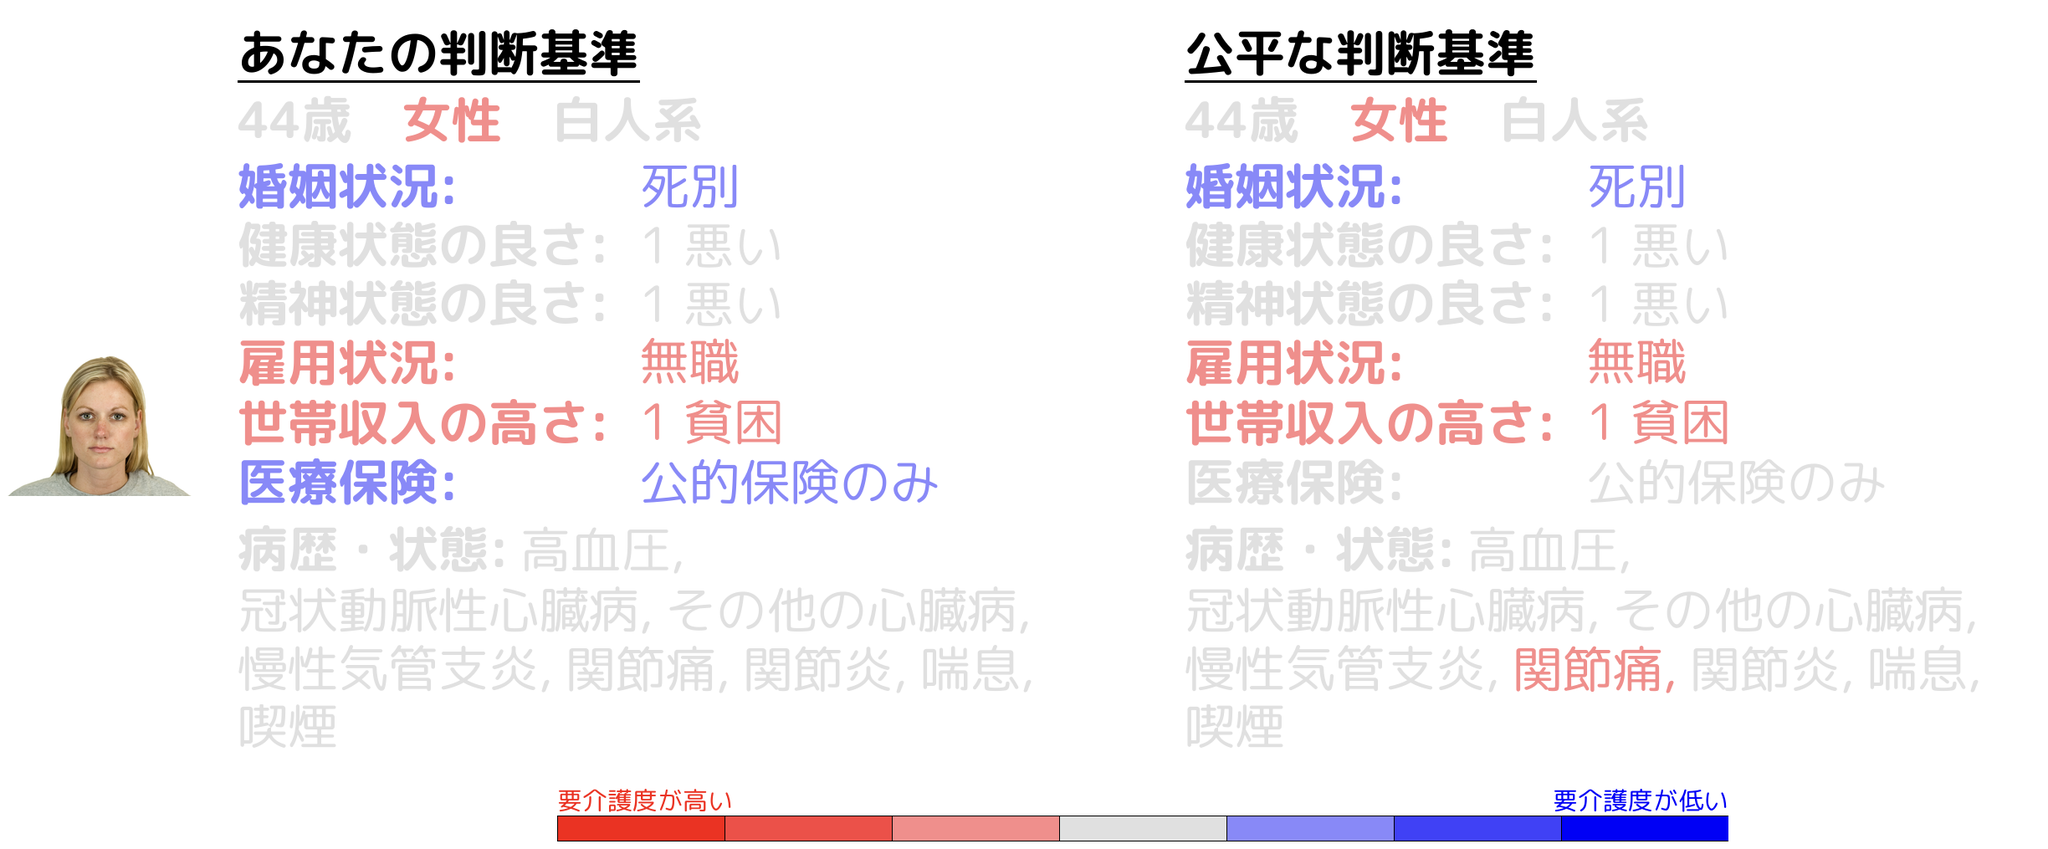 あなたの判断基準
44歳 女性 白人系
婚姻状況: 死別
健康状態の良さ: 1 悪い
精神状態の良さ: 1 悪い
雇用状況: 無職
世帯収入の高さ: 1 貧困
医療保険: 公的保険のみ
病歴・状態: 高血圧,
冠状動脈性心臓病, その他の心臓病,
慢性気管支炎, 関節痛, 関節炎, 喘息,
喫煙
公平な判断基準
44歳 女性 白人系
婚姻状況: 死別
健康状態の良さ: 1 悪い
精神状態の良さ: 1 悪い
雇用状況: 無職
世帯収入の高さ: 1 貧困
医療保険: 公的保険のみ
病歴・状態: 高血圧,
冠状動脈性心臓病, その他の心臓病,
慢性気管支炎, 関節痛, 関節炎, 喘息,
喫煙
要介護度が高い
要介護度が低い